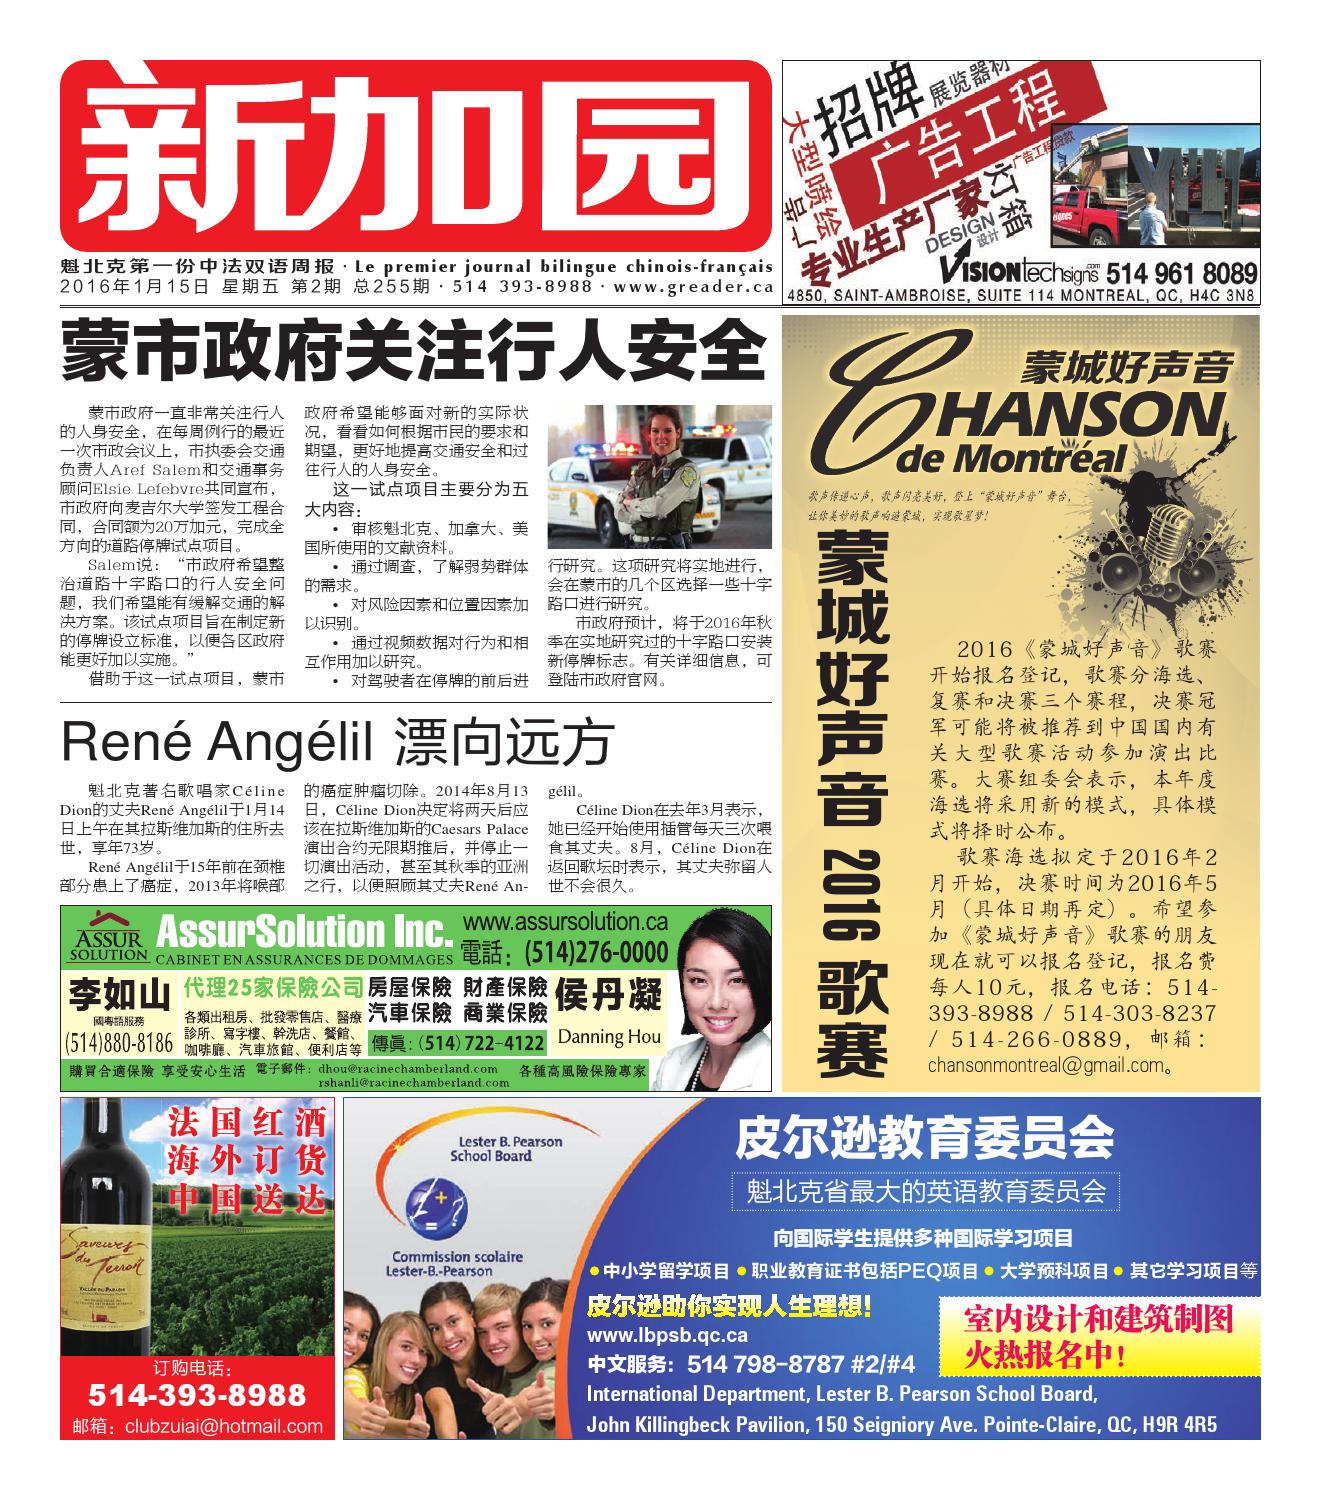 新加园
魁北克第一份中法双语周报 · Le premier journal bilingue chinois-français
2016年1月15日 星期五 第2期 总255期 · 514 393-8988 · www.greader.ca
招牌
展览器材
大型喷绘
广告工程
广告工程贷款
导广
专业生产厂家
灯箱
DESIGN
设计
VISIONtechsigns.com 514 961 8089
4850, SAINT-AMBROISE, SUITE 114 MONTREAL, QC, H4C 3N8
蒙市政府关注行人安全
蒙市政府一直非常关注行人
的人身安全，在每周例行的最近
一次市政会议上，市执委会交通
负责人Aref Salem和交通事务
顾问Elsie Lefebvre共同宣布，
市政府向麦吉尔大学签发工程合
同，合同额为20万加元，完成全
方向的道路停牌试点项目。
Salem说：“市政府希望整
治道路十字路口的行人安全问
题，我们希望能有缓解交通的解
决方案。该试点项目旨在制定新
的停牌设立标准，以便各区政府
能更好加以实施。”
借助于这一试点项目，蒙市
政府希望能够面对新的实际状
况，看看如何根据市民的要求和
期望，更好地提高交通安全和过
往行人的人身安全。
这一试点项目主要分为五
大内容：
• 审核魁北克、加拿大、美
国所使用的文献资料。
• 通过调查，了解弱势群体
的需求。
• 对风险因素和位置因素加
以识别。
• 通过视频数据对行为和相
互作用加以研究。
• 对驾驶者在停牌的前后进
行研究。这项研究将实地进行，
会在蒙市的几个区选择一些十字
路口进行研究。
市政府预计，将于2016年秋
季在实地研究过的十字路口安装
新停牌标志。有关详细信息，可
登陆市政府官网。
René Angélil 漂向远方
魁北克著名歌唱家Céline
Dion的丈夫René Angélil于1月14
日上午在其拉斯维加斯的住所去
世，享年73岁。
René Angélil于15年前在颈椎
部分患上了癌症，2013年将喉部
的癌症肿瘤切除。2014年8月13
日，Céline Dion决定将两天后应
该在拉斯维加斯的Caesars Palace
演出合约无限期推后，并停止一
切演出活动，甚至其秋季的亚洲
之行，以便照顾其丈夫René An-
gélil。
Céline Dion在去年3月表示，
她已经开始使用插管每天三次喂
食其丈夫。8月，Céline Dion在
返回歌坛时表示，其丈夫弥留人
世不会很久。
蒙城好声音
CHANSON
de Montréal
歌声传递心声，歌声闪亮美好，登上“蒙城好声音”舞台，
让你美妙的歌声响遍蒙城，实现歌星梦！
蒙城好声音 2016 歌赛
2016《蒙城好声音》歌赛
开始报名登记，歌赛分海选、
复赛和决赛三个赛程，决赛冠
军可能将被推荐到中国国内有
关大型歌赛活动参加演出比
赛。大赛组委会表示，本年度
海选将采用新的模式，具体模
式将择时公布。
歌赛海选拟定于2016年2
月开始，决赛时间为2016年5
月（具体日期再定）。希望参
加《蒙城好声音》歌赛的朋友
现在就可以报名登记，报名费
每人10元，报名电话：514-
393-8988 / 514-303-8237
/ 514-266-0889，邮箱：
chansonmontreal@gmail.com。
ASSUR
SOLUTION
AssurSolution Inc.
CABINET EN ASSURANCES DE DOMMAGES
www.assursolution.ca
電話：(514)276-0000
李如山
國粵語服務
(514)880-8186
代理25家保險公司
各類出租房、批發零售店、醫療
診所、寫字樓、幹洗店、餐館、
咖啡廳、汽車旅館、便利店等
房屋保險 財產保險
汽車保險 商業保險
傳眞：(514) 722-4122
侯丹凝
Danning Hou
購買合適保險 享受安心生活 電子郵件：dhou@racinechamberland.com
rshanli@racinechamberland.com
各種高風險保險專家
法国红酒
海外订货
中国送达
Saveurs
du Terroir
VALLÉE DU PARADIS
订购电话：
514-393-8988
邮箱：clubzuiai@hotmail.com
Lester B. Pearson
School Board
Commission scolaire
Lester-B.-Pearson
皮尔逊教育委员会
魁北克省最大的英语教育委员会
向国际学生提供多种国际学习项目
• 中小学留学项目 • 职业教育证书包括PEQ项目 • 大学预科项目 • 其它学习项目等
皮尔逊助你实现人生理想！
www.lbpsb.qc.ca
中文服务：514 798-8787 #2/#4
室内设计和建筑制图
火热报名中！
International Department, Lester B. Pearson School Board,
John Killingbeck Pavilion, 150 Seigniory Ave. Pointe-Claire, QC, H9R 4R5